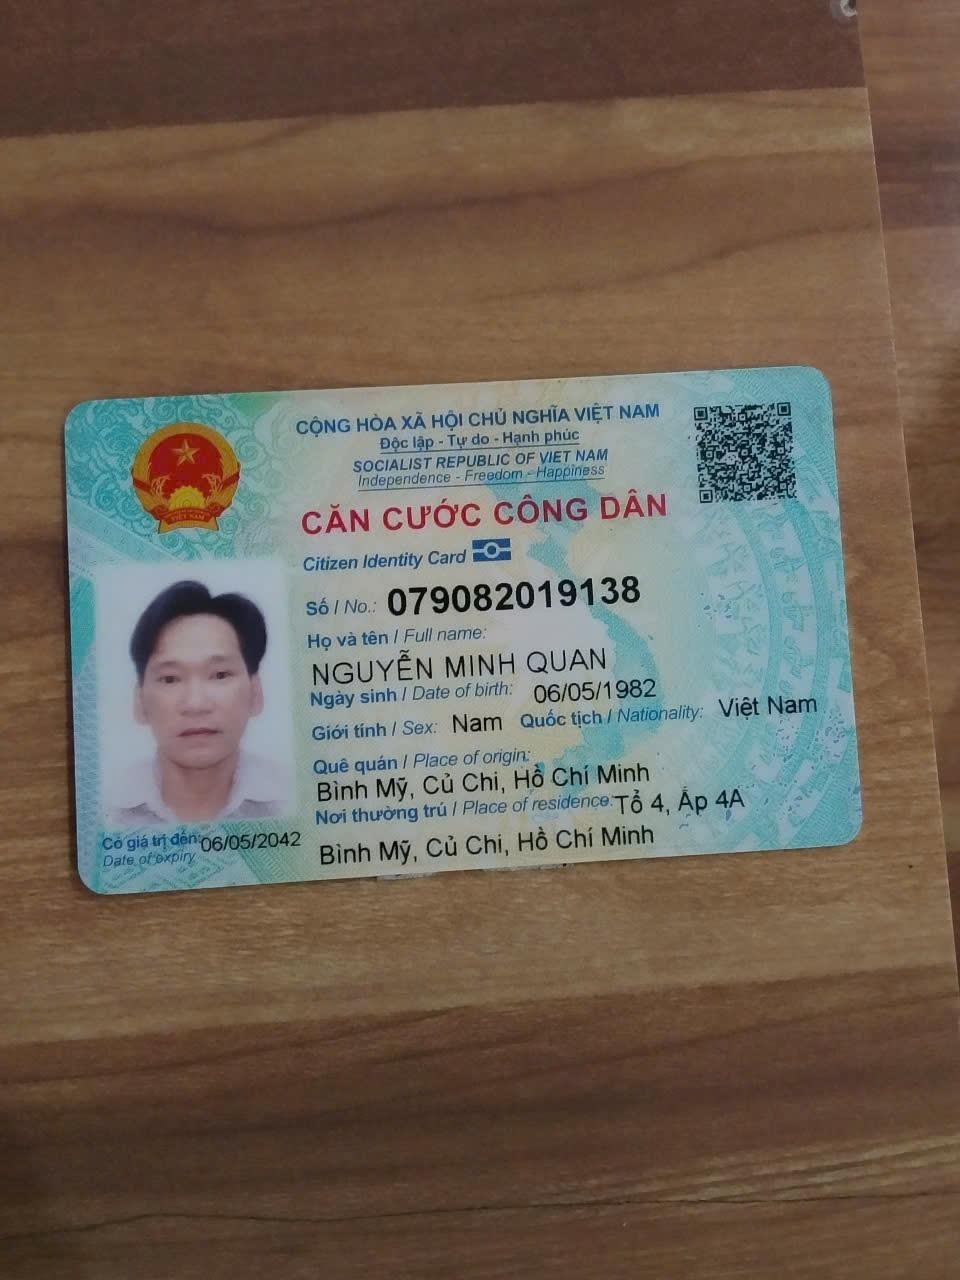 CỘNG HÒA XÃ HỘI CHỦ NGHĨA VIỆT NAM
Độc lập - Tự do - Hạnh phúc
SOCIALIST REPUBLIC OF VIET NAM
Independence - Freedom - Happiness
CĂN CƯỚC CÔNG DÂN
Citizen Identity Card
Số / No.: 079082019138
Họ và tên / Full name:
NGUYỄN MINH QUAN
Ngày sinh / Date of birth: 06/05/1982
Giới tính / Sex: Nam Quốc tịch / Nationality: Việt Nam
Quê quán / Place of origin:
Bình Mỹ, Củ Chi, Hồ Chí Minh
Nơi thường trú / Place of residence: Tổ 4, Ấp 4A
Bình Mỹ, Củ Chi, Hồ Chí Minh
Có giá trị đến: 06/05/2042
Date of expiry
VIỆT NAM